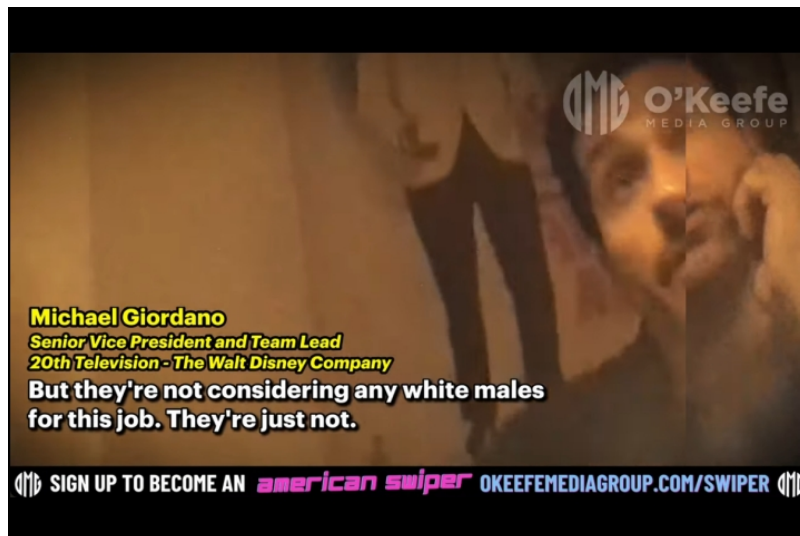 O'Keefe
MEDIA GROUP
Michael Giordano
Senior Vice President and Team Lead
20th Television - The Walt Disney Company
But they're not considering any white males
for this job. They're just not.
OMG SIGN UP TO BECOME AN american swiper OKEEFEMEDIAGROUP.COM/SWIPER OMG